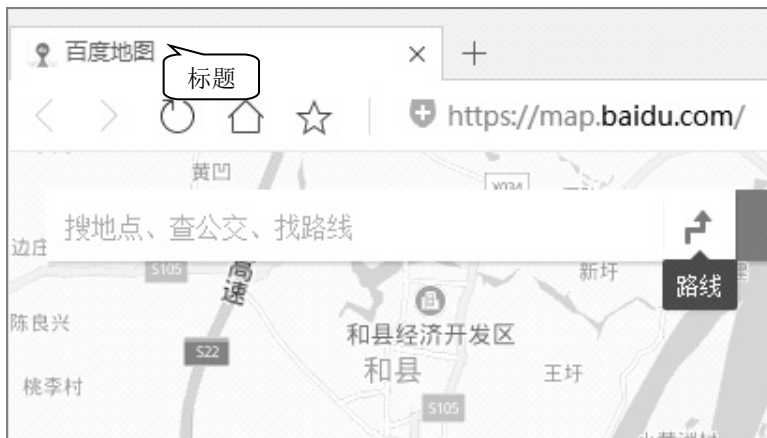 百度地图
标题
https://map.baidu.com/
黄凹
X034
搜地点、查公交、找路线
边庄
S105
高速
新圩
路线
陈良兴
和县经济开发区
S22
和县
王圩
桃李村
S105